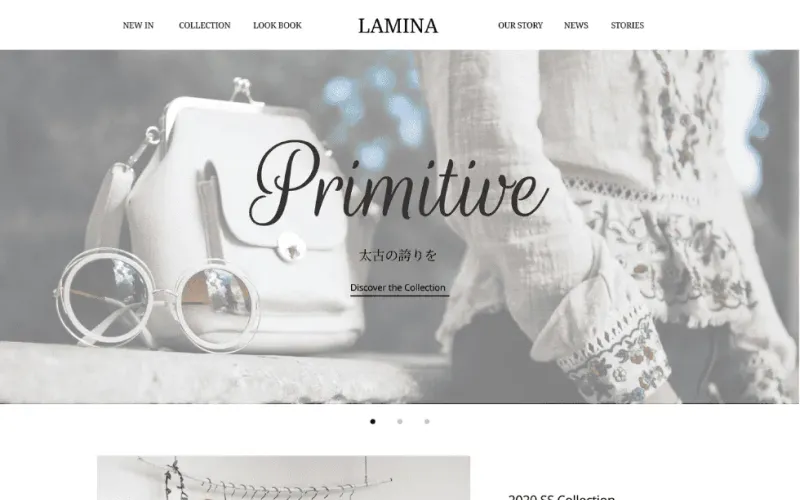 NEW IN COLLECTION LOOK BOOK LAMINA OUR STORY NEWS STORIES
Primitive
太古の誇りを
Discover the Collection
2020 SS Collection